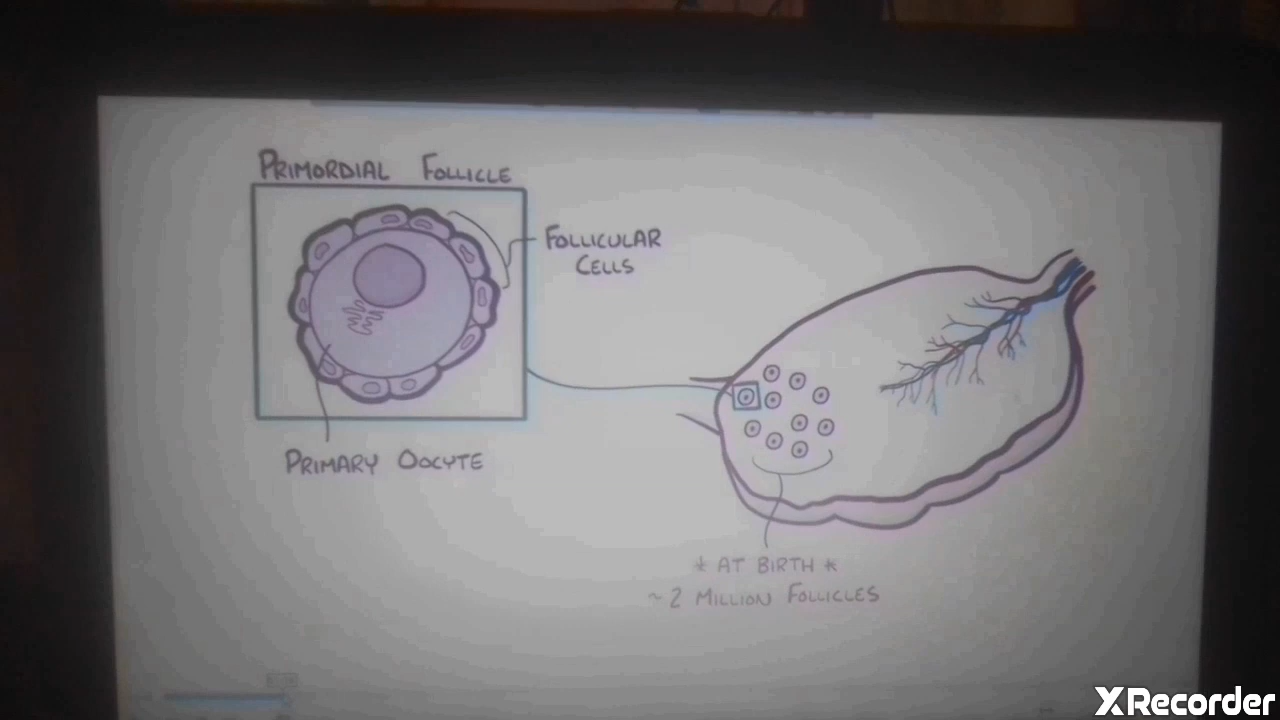 PRIMORDIAL FOLLICLE
FOLLICULAR
CELLS
PRIMARY OOCYTE
* AT BIRTH *
~ 2 MILLION FOLLICLES
XRecorder